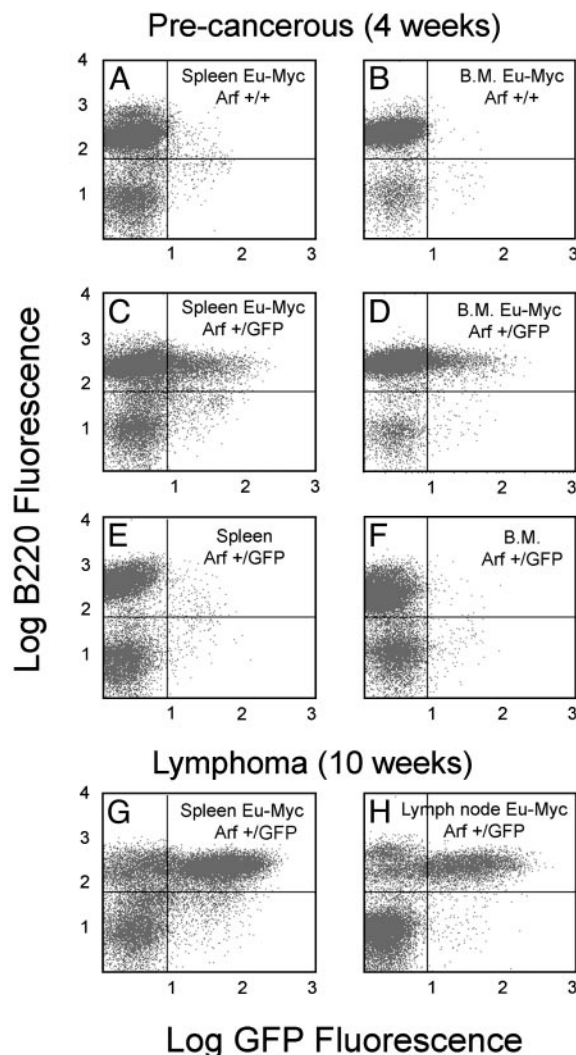 Pre-cancerous (4 weeks)
A
Spleen Eu-Myc
Arf +/+
B
B.M. Eu-Myc
Arf +/+
4
3
2
1
1 2 3
1 2 3
C
Spleen Eu-Myc
Arf +/GFP
D
B.M. Eu-Myc
Arf +/GFP
4
3
2
1
1 2 3
1 2 3
E
Spleen
Arf +/GFP
F
B.M.
Arf +/GFP
4
3
2
1
1 2 3
1 2 3
Log B220 Fluorescence
Lymphoma (10 weeks)
G
Spleen Eu-Myc
Arf +/GFP
H
Lymph node Eu-Myc
Arf +/GFP
4
3
2
1
1 2 3
1 2 3
Log GFP Fluorescence